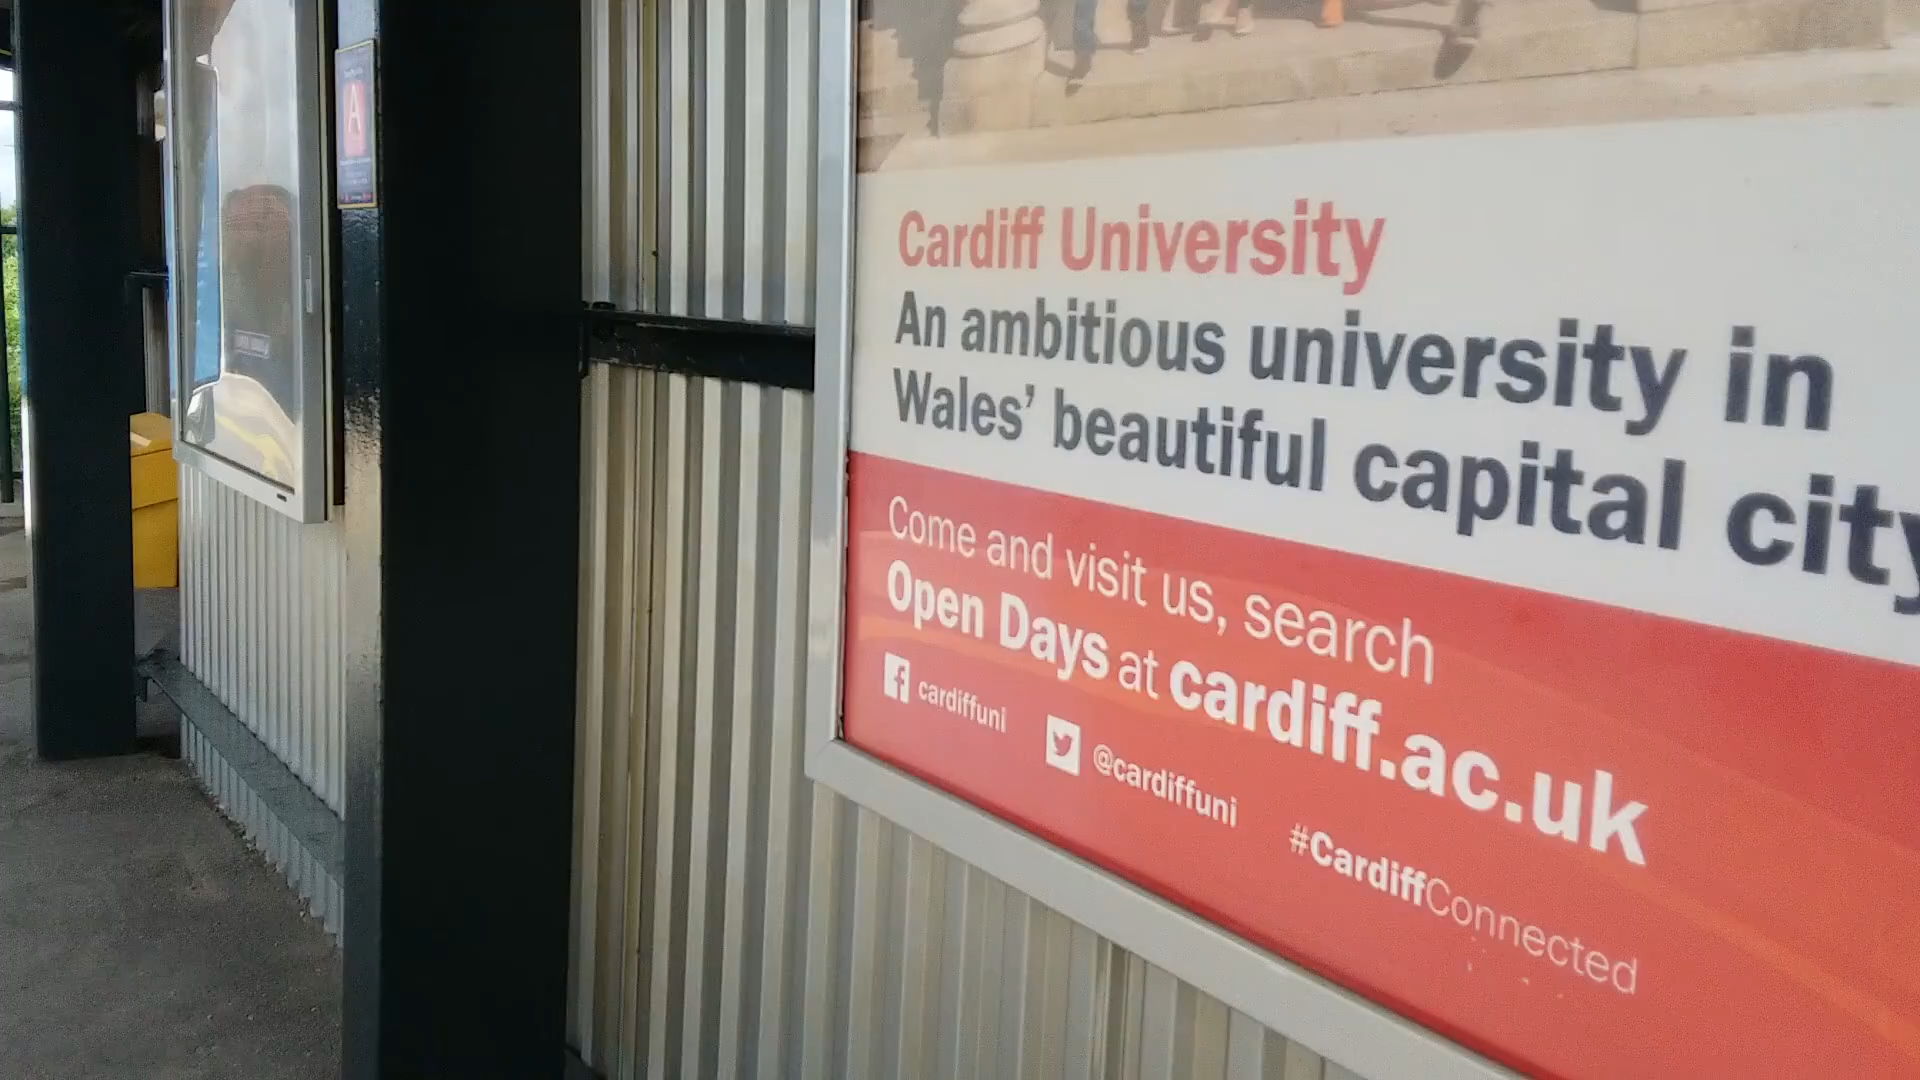 A
Cardiff University
An ambitious university in
Wales' beautiful capital city
Come and visit us, search
Open Days at cardiff.ac.uk
cardiffuni
@cardiffuni
#CardiffConnected